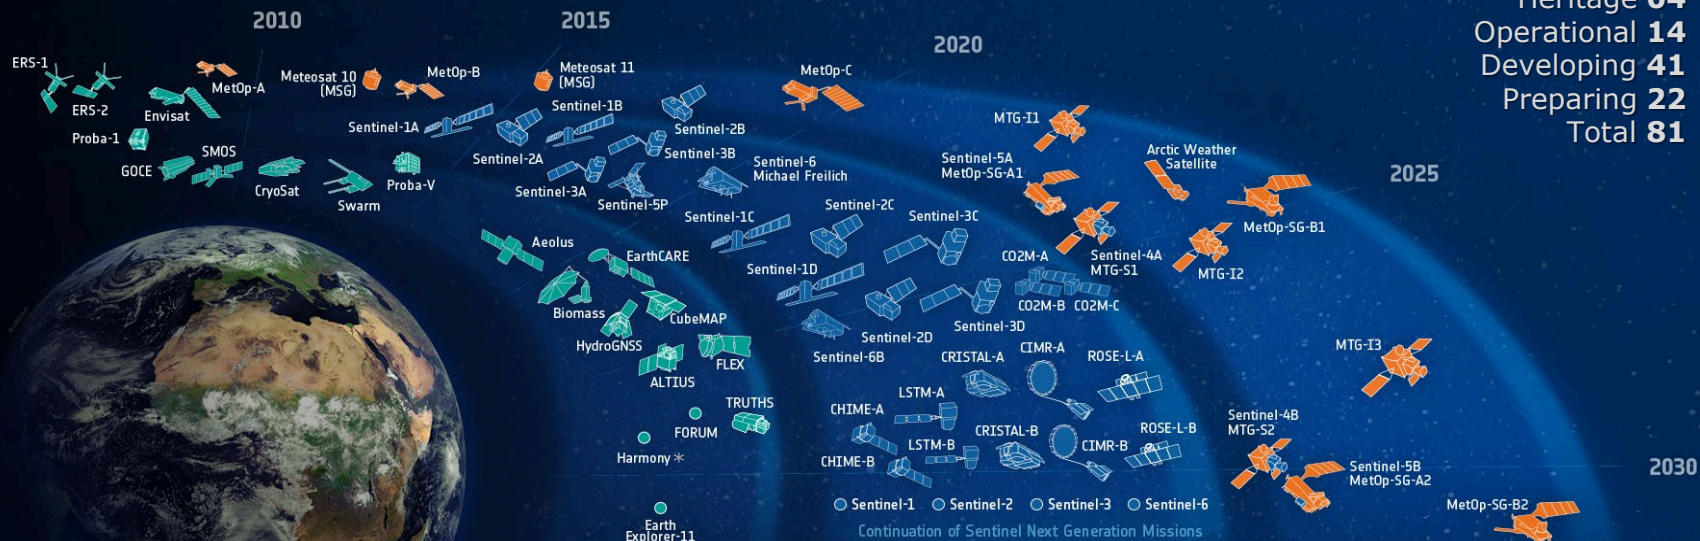 2010
2015
2020
Heritage 04
Operational 14
Developing 41
Preparing 22
Total 81
2025
2030
ERS-1
ERS-2
Envisat
MetOp-A
Meteosat 10
(MSG)
MetOp-B
Meteosat 11
(MSG)
MetOp-C
Proba-1
GOCE
SMOS
CryoSat
Swarm
Proba-V
Sentinel-1A
Sentinel-2A
Sentinel-1B
Sentinel-2B
Sentinel-3A
Sentinel-3B
Sentinel-5P
Sentinel-6
Michael Freilich
MTG-I1
Sentinel-5A
MetOp-SG-A1
Arctic Weather
Satellite
MetOp-SG-B1
Sentinel-4A
MTG-S1
MTG-I2
Aeolus
EarthCARE
Biomass
CubeMAP
HydroGNSS
ALTIUS
FLEX
TRUTHS
FORUM
Harmony *
Earth
Explorer-11
Sentinel-1C
Sentinel-2C
Sentinel-3C
Sentinel-1D
Sentinel-2D
Sentinel-3D
Sentinel-6B
CO2M-A
CO2M-B
CO2M-C
CRISTAL-A
CIMR-A
ROSE-L-A
LSTM-A
CHIME-A
LSTM-B
CRISTAL-B
CIMR-B
ROSE-L-B
CHIME-B
MTG-I3
Sentinel-4B
MTG-S2
Sentinel-5B
MetOp-SG-A2
MetOp-SG-B2
Sentinel-1
Sentinel-2
Sentinel-3
Sentinel-6
Continuation of Sentinel Next Generation Missions